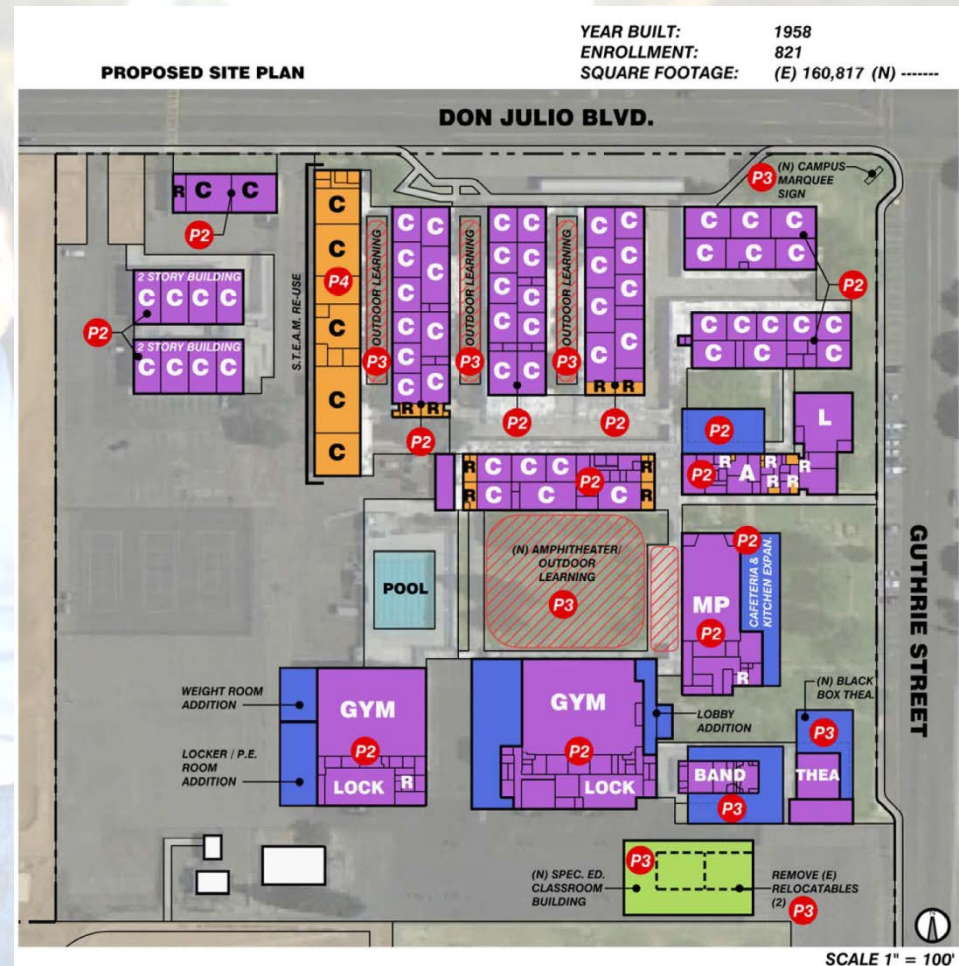 YEAR BUILT: 1958
ENROLLMENT: 821
PROPOSED SITE PLAN
SQUARE FOOTAGE: (E) 160,817 (N) -------
DON JULIO BLVD.
P3
(N) CAMPUS
MARQUEE
SIGN
R C C
P2
2 STORY BUILDING
C C C C
P2
2 STORY BUILDING
C C C C
S.T.E.A.M. RE-USE
C
C
P4
C
C
C
OUTDOOR LEARNING
P3
C C
C
C
C
C C
C C
C C
R R
P2
OUTDOOR LEARNING
P3
C C
C C
C C
C C
C C
P2
OUTDOOR LEARNING
P3
C C
C
C
C
C
C C
R R
P2
C C C
C C C
P2
C C C C C
C C C
P2
L
P2
R A R R
R R
R C C C R
P2
R C C C R
POOL
(N) AMPHITHEATER/
OUTDOOR
LEARNING
P3
P2
CAFETERIA &
KITCHEN EXPAN.
MP
P2
R
GUTHRIE STREET
WEIGHT ROOM
ADDITION
LOCKER / P.E.
ROOM
ADDITION
GYM
P2
LOCK R
GYM
P2
LOCK
LOBBY
ADDITION
(N) BLACK
BOX THEA.
P3
BAND
P3
THEA
(N) SPEC. ED.
CLASSROOM
BUILDING
P3
REMOVE (E)
RELOCATABLES
(2)
P3
N
SCALE 1" = 100'